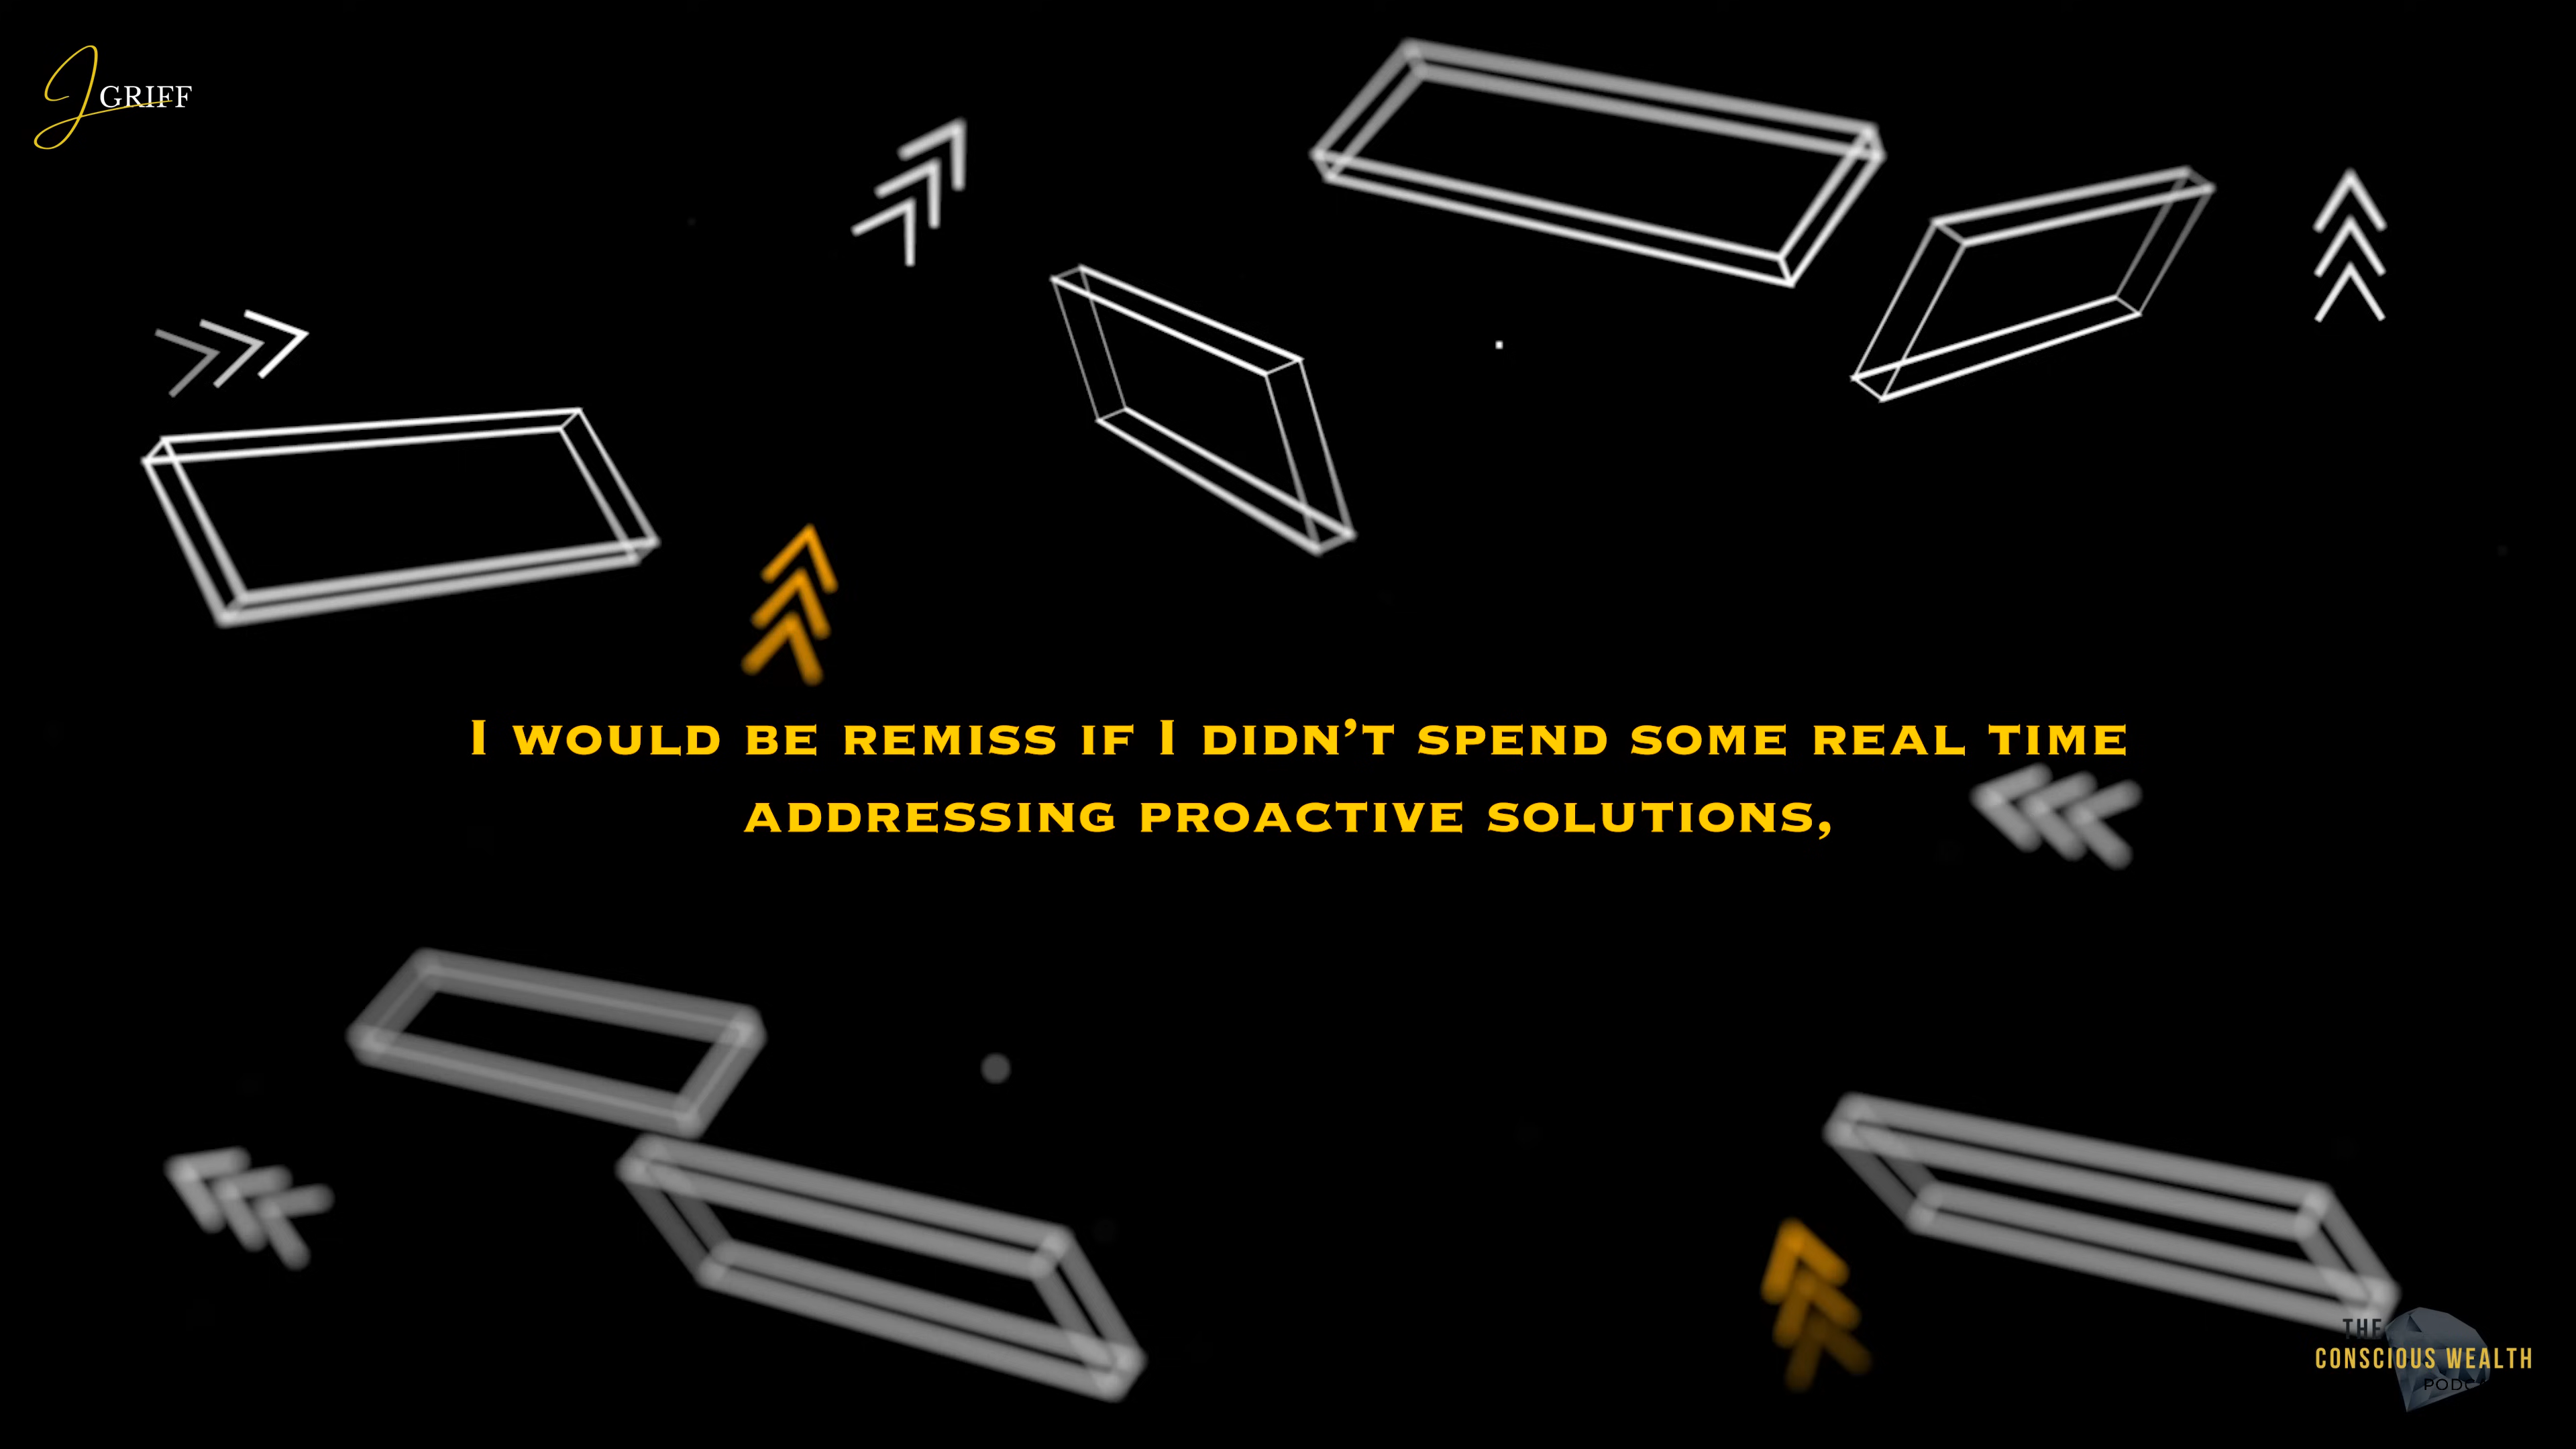 J GRIFF
I WOULD BE REMISS IF I DIDN’T SPEND SOME REAL TIME
ADDRESSING PROACTIVE SOLUTIONS,
THE
CONSCIOUS WEALTH